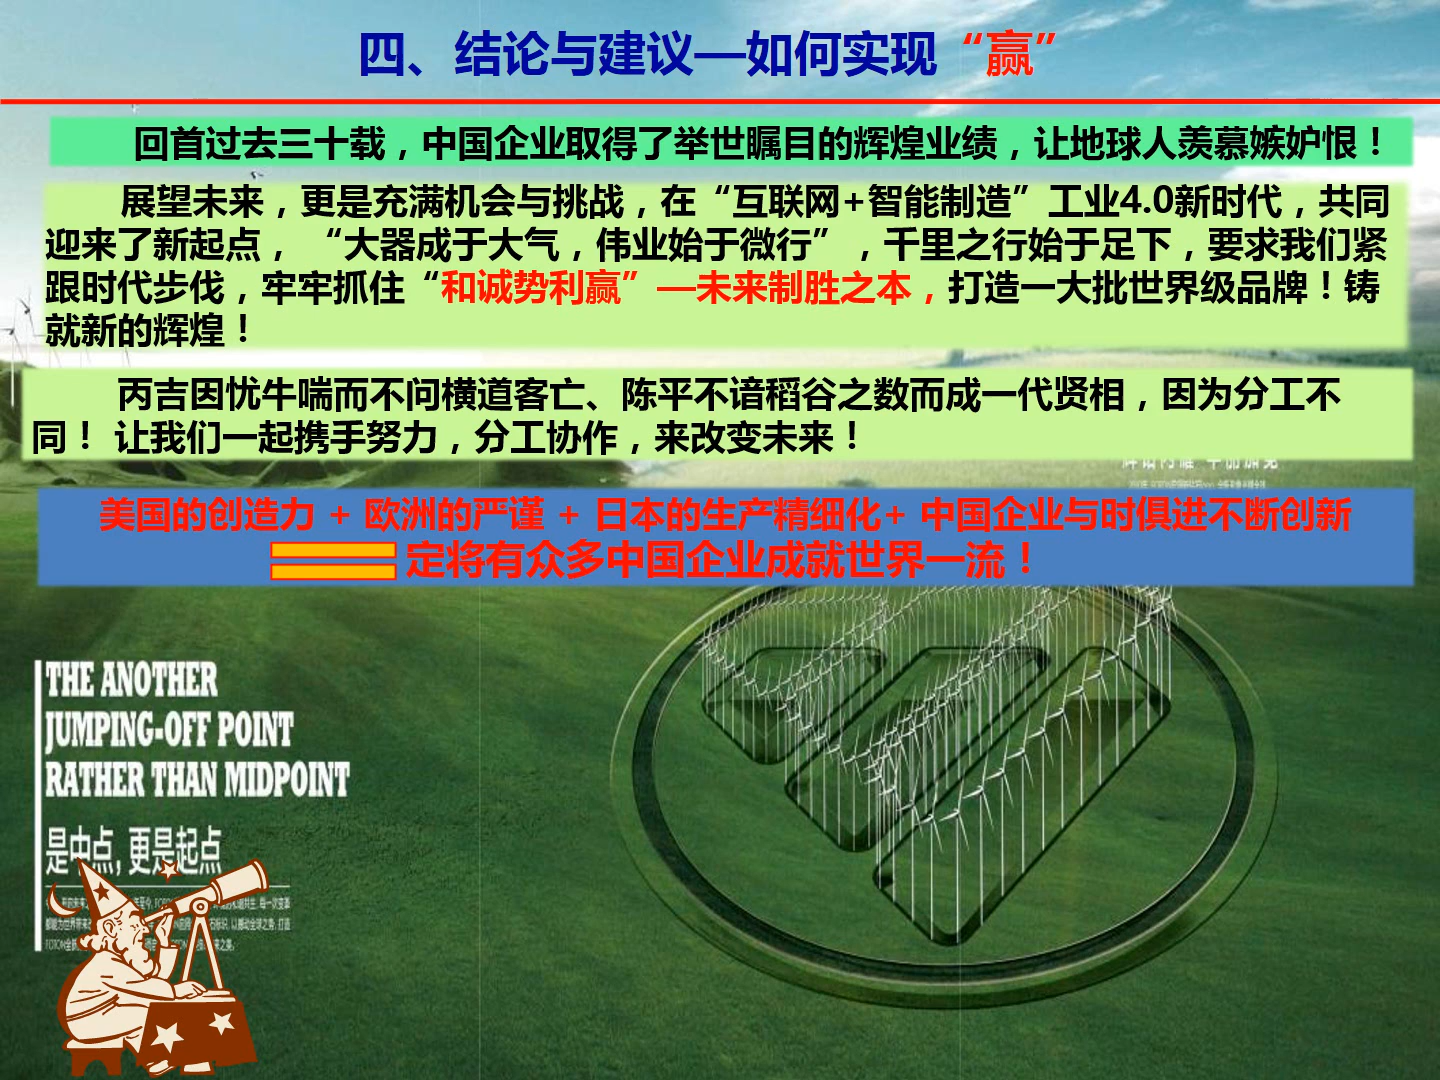 四、结论与建议—如何实现“赢”
回首过去三十载，中国企业取得了举世瞩目的辉煌业绩，让地球人羡慕嫉妒恨！
展望未来，更是充满机会与挑战，在“互联网+智能制造”工业4.0新时代，共同
迎来了新起点，“大器成于大气，伟业始于微行”，千里之行始于足下，要求我们紧
跟时代步伐，牢牢抓住“和诚势利赢”—未来制胜之本，打造一大批世界级品牌！铸
就新的辉煌！
丙吉因忧牛喘而不问横道客亡、陈平不谙稻谷之数而成一代贤相，因为分工不
同！ 让我们一起携手努力，分工协作，来改变未来！
美国的创造力 + 欧洲的严谨 + 日本的生产精细化+ 中国企业与时俱进不断创新
定将有众多中国企业成就世界一流！
THE ANOTHER
JUMPING-OFF POINT
RATHER THAN MIDPOINT
是中点, 更是起点